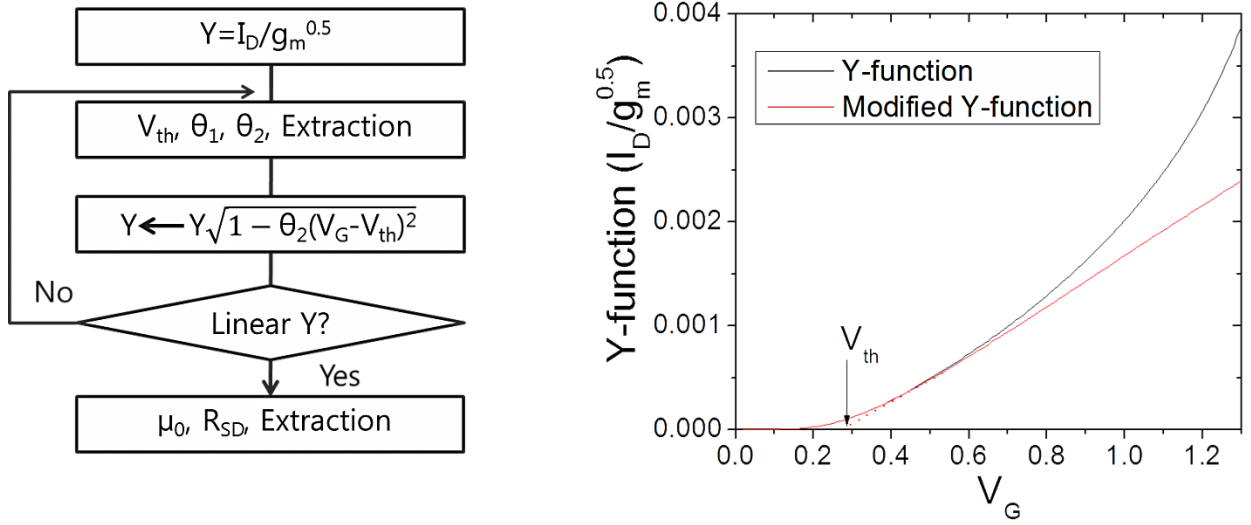 Y=I_D/g_m^0.5
V_th, θ_1, θ_2, Extraction
Y ← Y√(1 − θ_2(V_G-V_th)^2)
No
Linear Y?
Yes
μ_0, R_SD, Extraction
Y-function (I_D/g_m^0.5)
0.004
0.003
0.002
0.001
0.000
Y-function
Modified Y-function
V_th
0.0 0.2 0.4 0.6 0.8 1.0 1.2
V_G